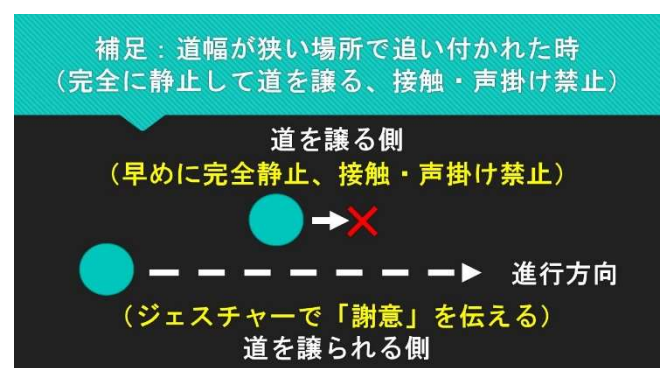 補足：道幅が狭い場所で追い付かれた時
（完全に静止して道を譲る、接触・声掛け禁止）
道を譲る側
（早めに完全静止、接触・声掛け禁止）
進行方向
（ジェスチャーで「謝意」を伝える）
道を譲られる側